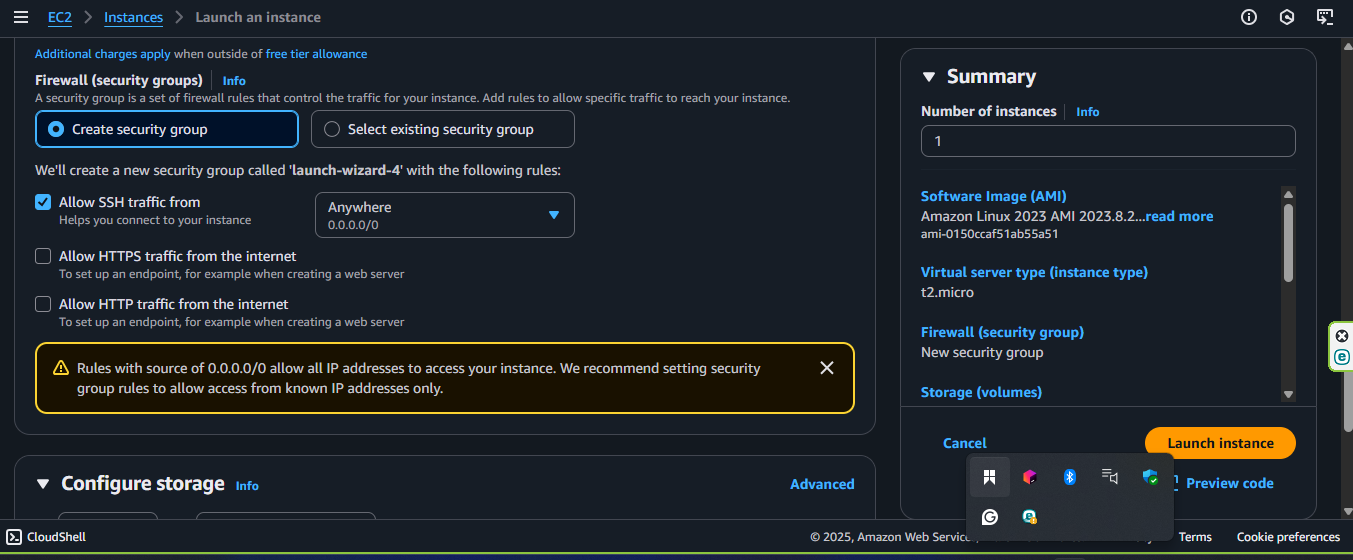 EC2 > Instances > Launch an instance
Additional charges apply when outside of free tier allowance
Firewall (security groups) Info
A security group is a set of firewall rules that control the traffic for your instance. Add rules to allow specific traffic to reach your instance.
Create security group
Select existing security group
We'll create a new security group called 'launch-wizard-4' with the following rules:
Allow SSH traffic from
Helps you connect to your instance
Anywhere
0.0.0.0/0
Allow HTTPS traffic from the internet
To set up an endpoint, for example when creating a web server
Allow HTTP traffic from the internet
To set up an endpoint, for example when creating a web server
Rules with source of 0.0.0.0/0 allow all IP addresses to access your instance. We recommend setting security
group rules to allow access from known IP addresses only.
Configure storage Info
Advanced
Summary
Number of instances Info
1
Software Image (AMI)
Amazon Linux 2023 AMI 2023.8.2...read more
ami-0150ccaf51ab55a51
Virtual server type (instance type)
t2.micro
Firewall (security group)
New security group
Storage (volumes)
Cancel
Launch instance
Preview code
CloudShell
© 2025, Amazon Web
Terms
Cookie preferences